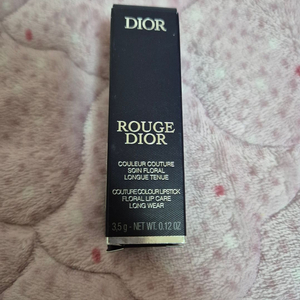 DIOR
ROUGE
DIOR
COULEUR COUTURE
SOIN FLORAL
LONGUE TENUE
COUTURE COLOUR LIPSTICK
FLORAL LIP CARE
LONG WEAR
3,5 g - NET WT. 0.12 OZ